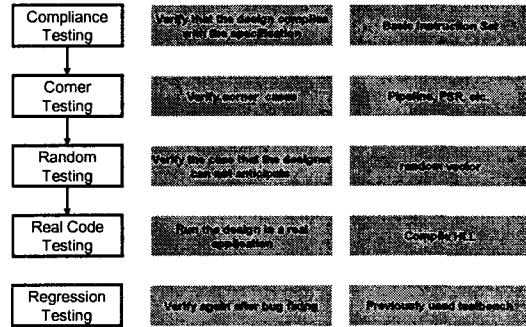 Compliance
Testing
Verify that the design complies
with the specification
Basic Instruction Set
Corner
Testing
Verify corner cases
Pipeline, PSR, etc.
Random
Testing
Verify the case that the designer
can not anticipate
random vector
Real Code
Testing
Run the design in a real
application
Regression
Testing
Verify again after bug fixing
Previously used testbench